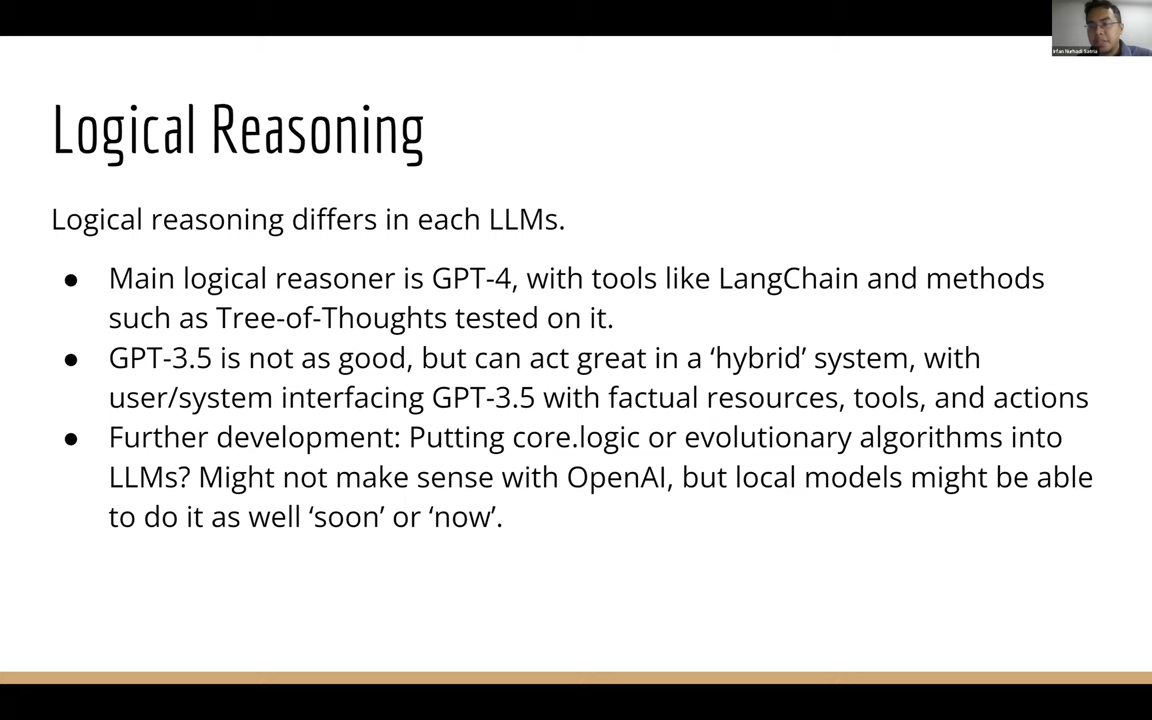 Irfan Nurhadi Satria
Logical Reasoning
Logical reasoning differs in each LLMs.
● Main logical reasoner is GPT-4, with tools like LangChain and methods
such as Tree-of-Thoughts tested on it.
● GPT-3.5 is not as good, but can act great in a ‘hybrid’ system, with
user/system interfacing GPT-3.5 with factual resources, tools, and actions
● Further development: Putting core.logic or evolutionary algorithms into
LLMs? Might not make sense with OpenAI, but local models might be able
to do it as well ‘soon’ or ‘now’.